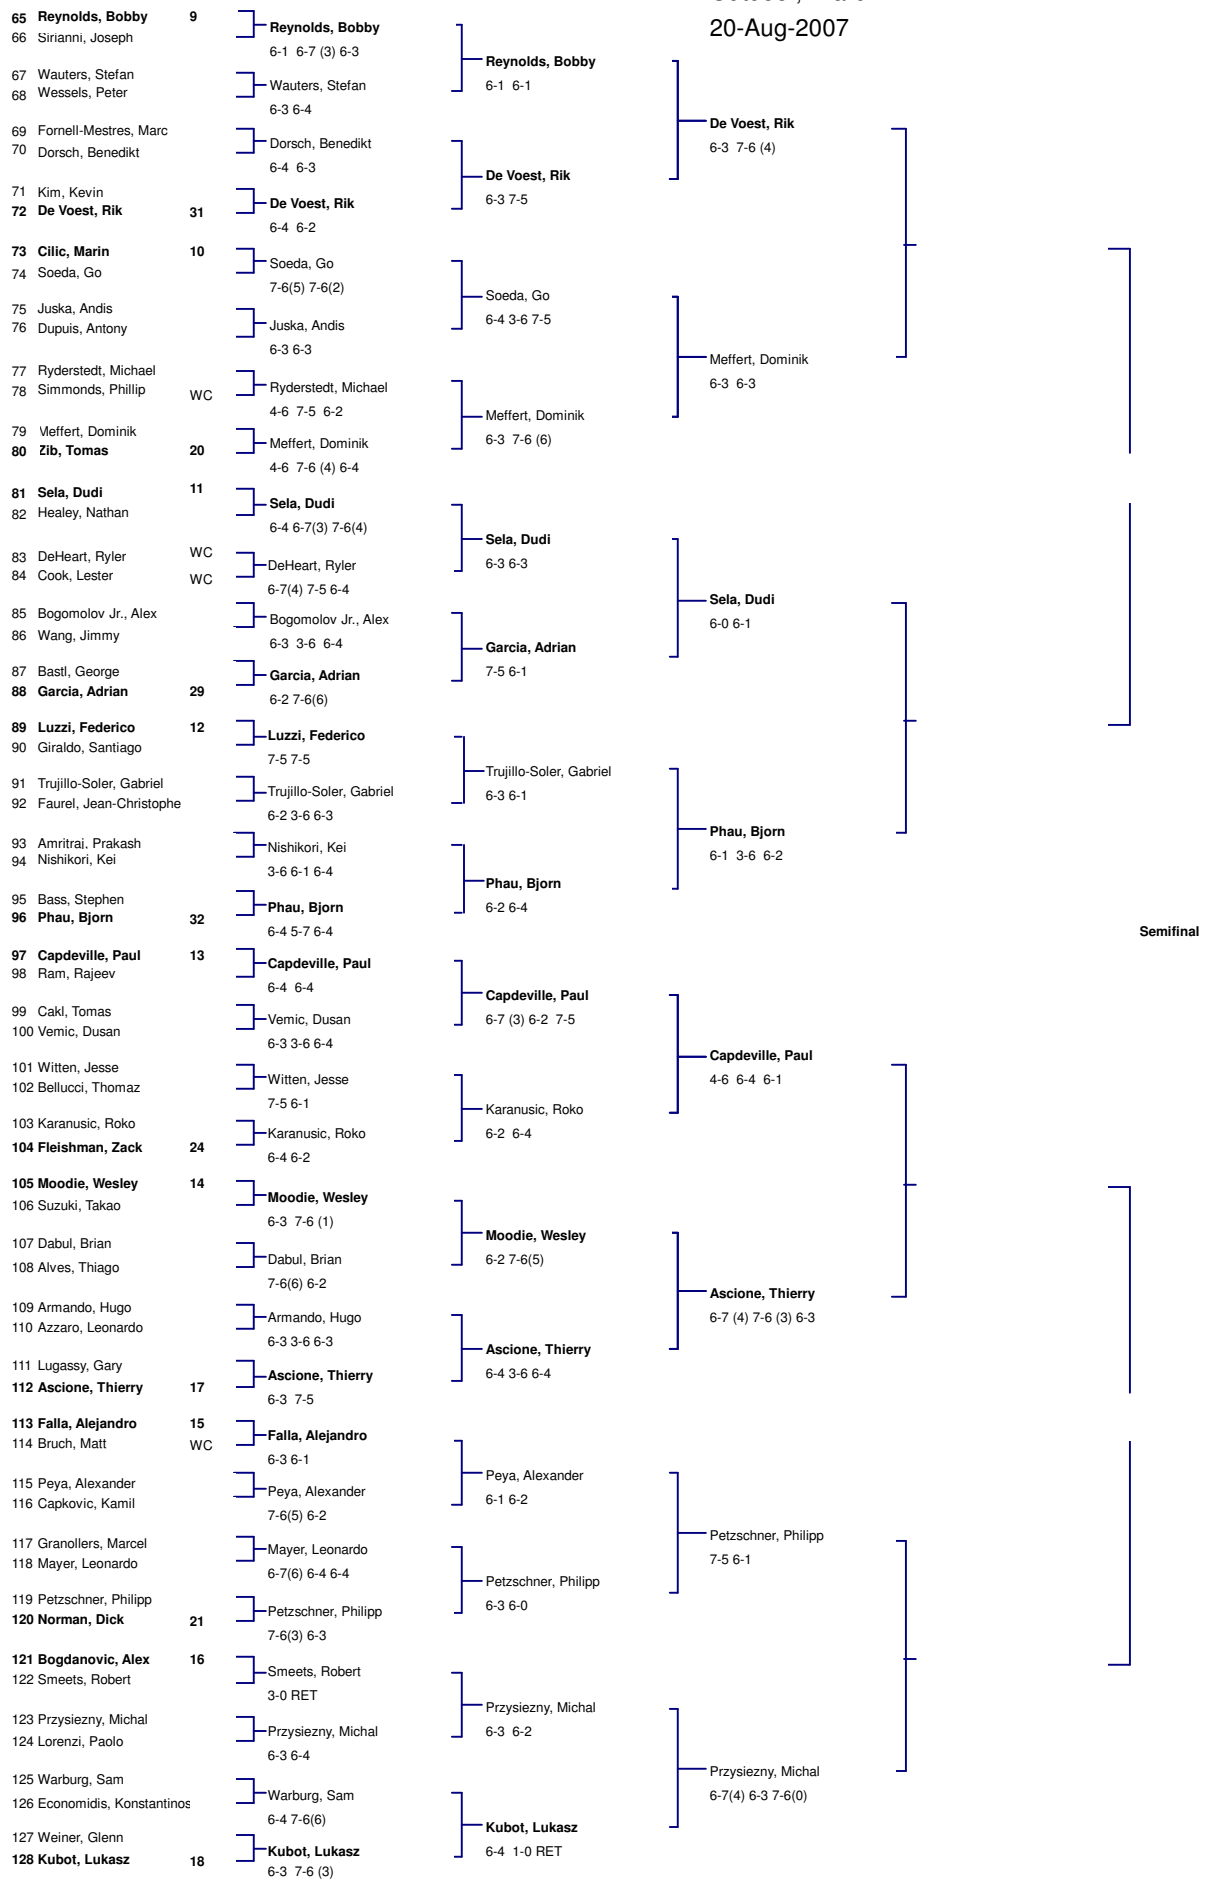 20-Aug-2007
65 Reynolds, Bobby 9
66 Sirianni, Joseph
Reynolds, Bobby
6-1 6-7 (3) 6-3
Reynolds, Bobby
6-1 6-1
67 Wauters, Stefan
68 Wessels, Peter
Wauters, Stefan
6-3 6-4
De Voest, Rik
6-3 7-6 (4)
69 Fornell-Mestres, Marc
70 Dorsch, Benedikt
Dorsch, Benedikt
6-4 6-3
De Voest, Rik
6-3 7-5
71 Kim, Kevin
72 De Voest, Rik 31
De Voest, Rik
6-4 6-2
73 Cilic, Marin 10
74 Soeda, Go
Soeda, Go
7-6(5) 7-6(2)
Soeda, Go
6-4 3-6 7-5
75 Juska, Andis
76 Dupuis, Antony
Juska, Andis
6-3 6-3
Meffert, Dominik
6-3 6-3
77 Ryderstedt, Michael
78 Simmonds, Phillip WC
Ryderstedt, Michael
4-6 7-5 6-2
Meffert, Dominik
6-3 7-6 (6)
79 Meffert, Dominik
80 Zib, Tomas 20
Meffert, Dominik
4-6 7-6 (4) 6-4
81 Sela, Dudi 11
82 Healey, Nathan
Sela, Dudi
6-4 6-7(3) 7-6(4)
Sela, Dudi
6-3 6-3
83 DeHeart, Ryler WC
84 Cook, Lester WC
DeHeart, Ryler
6-7(4) 7-5 6-4
Sela, Dudi
6-0 6-1
85 Bogomolov Jr., Alex
86 Wang, Jimmy
Bogomolov Jr., Alex
6-3 3-6 6-4
Garcia, Adrian
7-5 6-1
87 Bastl, George
88 Garcia, Adrian 29
Garcia, Adrian
6-2 7-6(6)
89 Luzzi, Federico 12
90 Giraldo, Santiago
Luzzi, Federico
7-5 7-5
Trujillo-Soler, Gabriel
6-3 6-1
91 Trujillo-Soler, Gabriel
92 Faurel, Jean-Christophe
Trujillo-Soler, Gabriel
6-2 3-6 6-3
Phau, Bjorn
6-1 3-6 6-2
93 Amritraj, Prakash
94 Nishikori, Kei
Nishikori, Kei
3-6 6-1 6-4
Phau, Bjorn
6-2 6-4
95 Bass, Stephen
96 Phau, Bjorn 32
Phau, Bjorn
6-4 5-7 6-4
Semifinal
97 Capdeville, Paul 13
98 Ram, Rajeev
Capdeville, Paul
6-4 6-4
Capdeville, Paul
6-7 (3) 6-2 7-5
99 Cakl, Tomas
100 Vemic, Dusan
Vemic, Dusan
6-3 3-6 6-4
Capdeville, Paul
4-6 6-4 6-1
101 Witten, Jesse
102 Bellucci, Thomaz
Witten, Jesse
7-5 6-1
Karanusic, Roko
6-2 6-4
103 Karanusic, Roko
104 Fleishman, Zack 24
Karanusic, Roko
6-4 6-2
105 Moodie, Wesley 14
106 Suzuki, Takao
Moodie, Wesley
6-3 7-6 (1)
Moodie, Wesley
6-2 7-6(5)
107 Dabul, Brian
108 Alves, Thiago
Dabul, Brian
7-6(6) 6-2
Ascione, Thierry
6-7 (4) 7-6 (3) 6-3
109 Armando, Hugo
110 Azzaro, Leonardo
Armando, Hugo
6-3 3-6 6-3
Ascione, Thierry
6-4 3-6 6-4
111 Lugassy, Gary
112 Ascione, Thierry 17
Ascione, Thierry
6-3 7-5
113 Falla, Alejandro 15
114 Bruch, Matt WC
Falla, Alejandro
6-3 6-1
Peya, Alexander
6-1 6-2
115 Peya, Alexander
116 Capkovic, Kamil
Peya, Alexander
7-6(5) 6-2
Petzschner, Philipp
7-5 6-1
117 Granollers, Marcel
118 Mayer, Leonardo
Mayer, Leonardo
6-7(6) 6-4 6-4
Petzschner, Philipp
6-3 6-0
119 Petzschner, Philipp
120 Norman, Dick 21
Petzschner, Philipp
7-6(3) 6-3
121 Bogdanovic, Alex 16
122 Smeets, Robert
Smeets, Robert
3-0 RET
Przysiezny, Michal
6-3 6-2
123 Przysiezny, Michal
124 Lorenzi, Paolo
Przysiezny, Michal
6-3 6-4
Przysiezny, Michal
6-7(4) 6-3 7-6(0)
125 Warburg, Sam
126 Economidis, Konstantinos
Warburg, Sam
6-4 7-6(6)
Kubot, Lukasz
6-4 1-0 RET
127 Weiner, Glenn
128 Kubot, Lukasz 18
Kubot, Lukasz
6-3 7-6 (3)